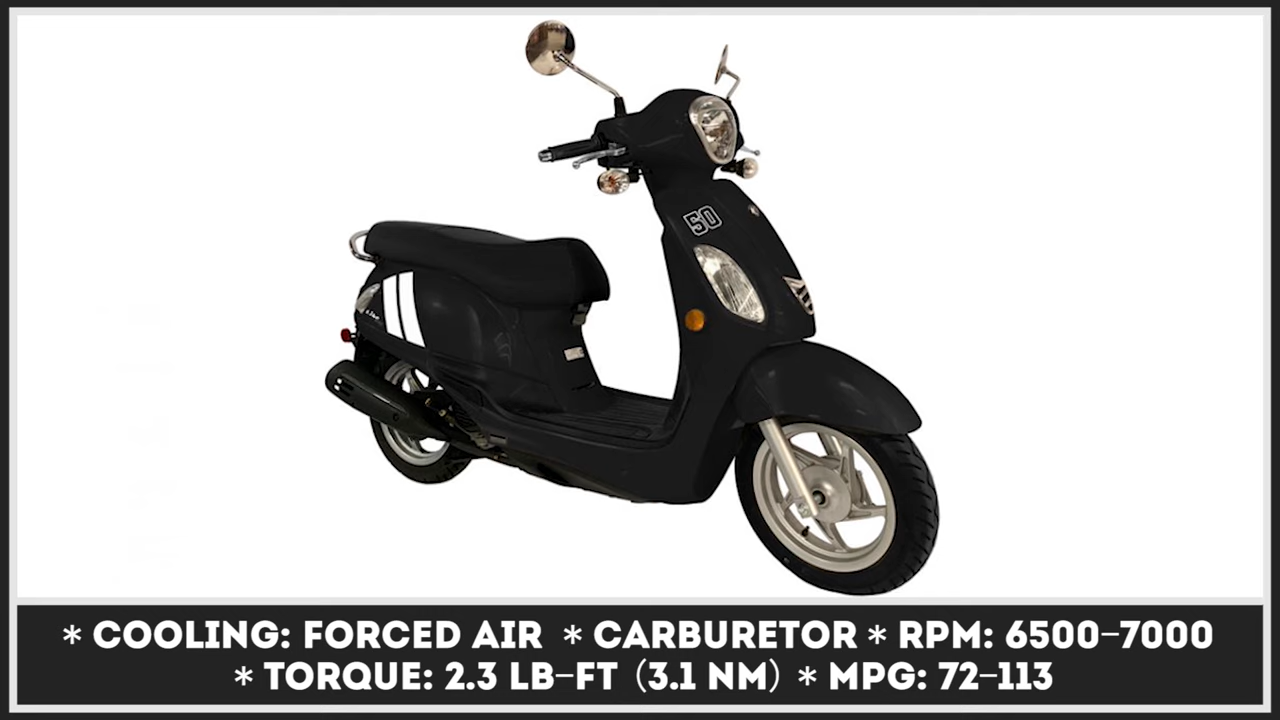 50
* COOLING: FORCED AIR * CARBURETOR * RPM: 6500-7000
* TORQUE: 2.3 LB-FT (3.1 NM) * MPG: 72-113